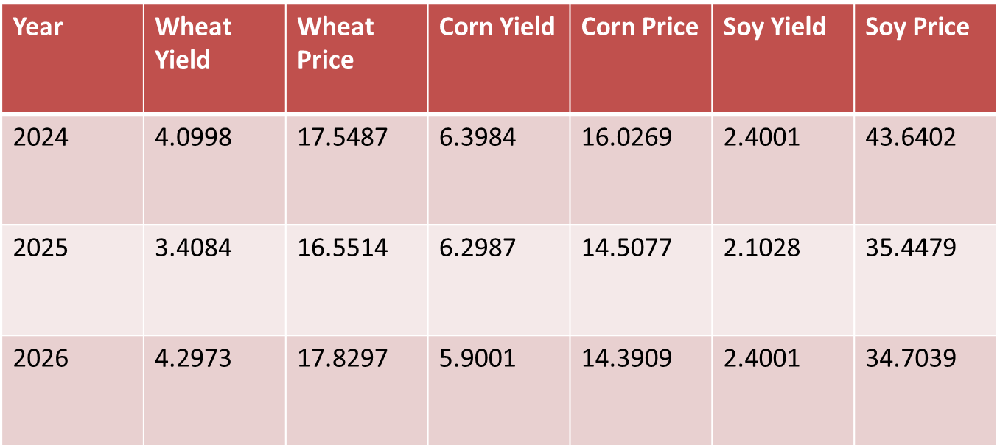 Year Wheat Yield Wheat Price Corn Yield Corn Price Soy Yield Soy Price
2024 4.0998 17.5487 6.3984 16.0269 2.4001 43.6402
2025 3.4084 16.5514 6.2987 14.5077 2.1028 35.4479
2026 4.2973 17.8297 5.9001 14.3909 2.4001 34.7039